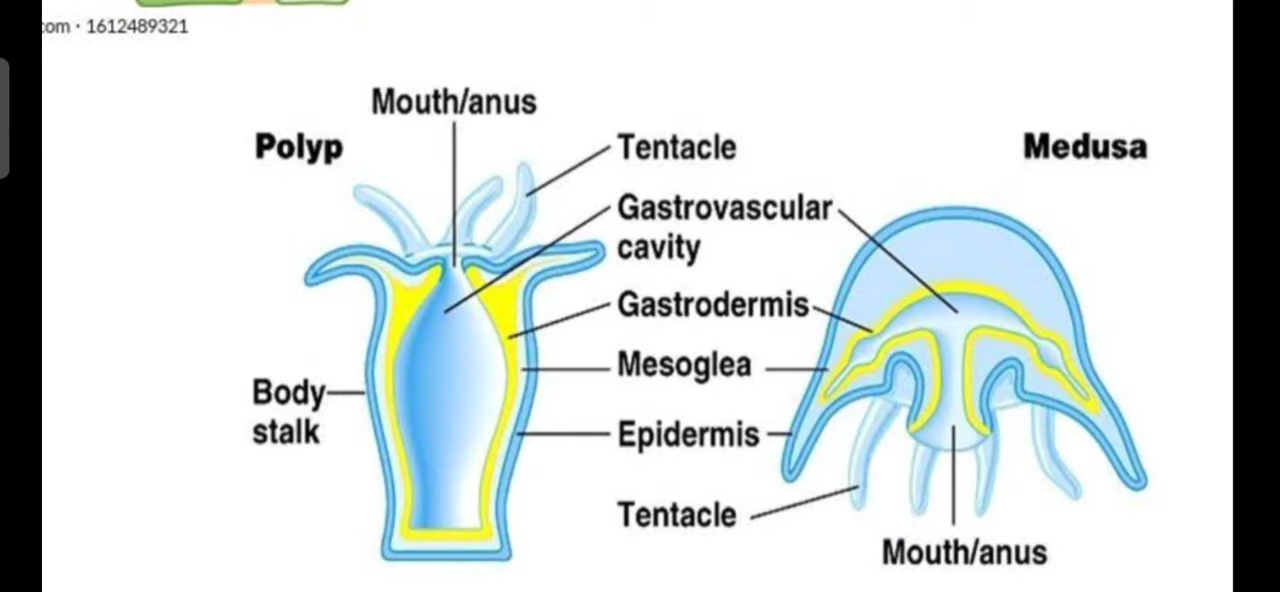 com · 1612489321
Mouth/anus
Polyp
Tentacle
Medusa
Gastrovascular
cavity
Gastrodermis
Mesoglea
Body
stalk
Epidermis
Tentacle
Mouth/anus